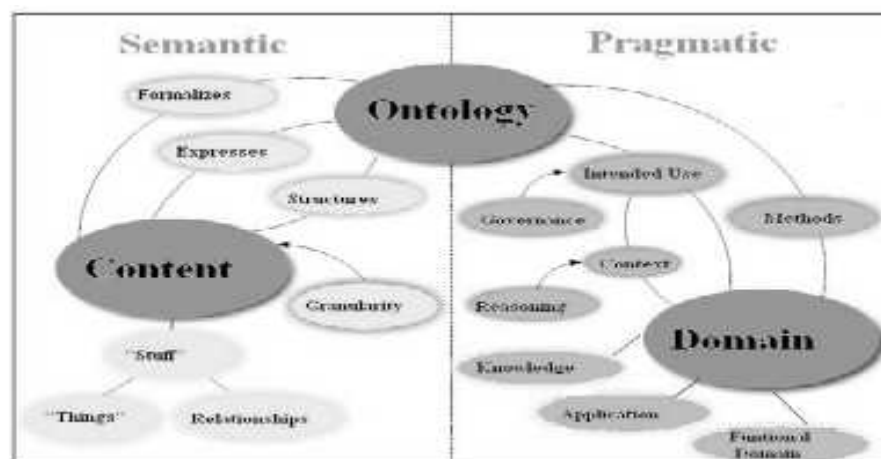 Semantic
Pragmatic
Formalizes
Ontology
Expresses
Intended Use
Structures
Governance
Methods
Content
Context
Granularity
Reasoning
"Stuff"
Domain
Knowledge
"Things"
Relationships
Application
Funtional
Domain